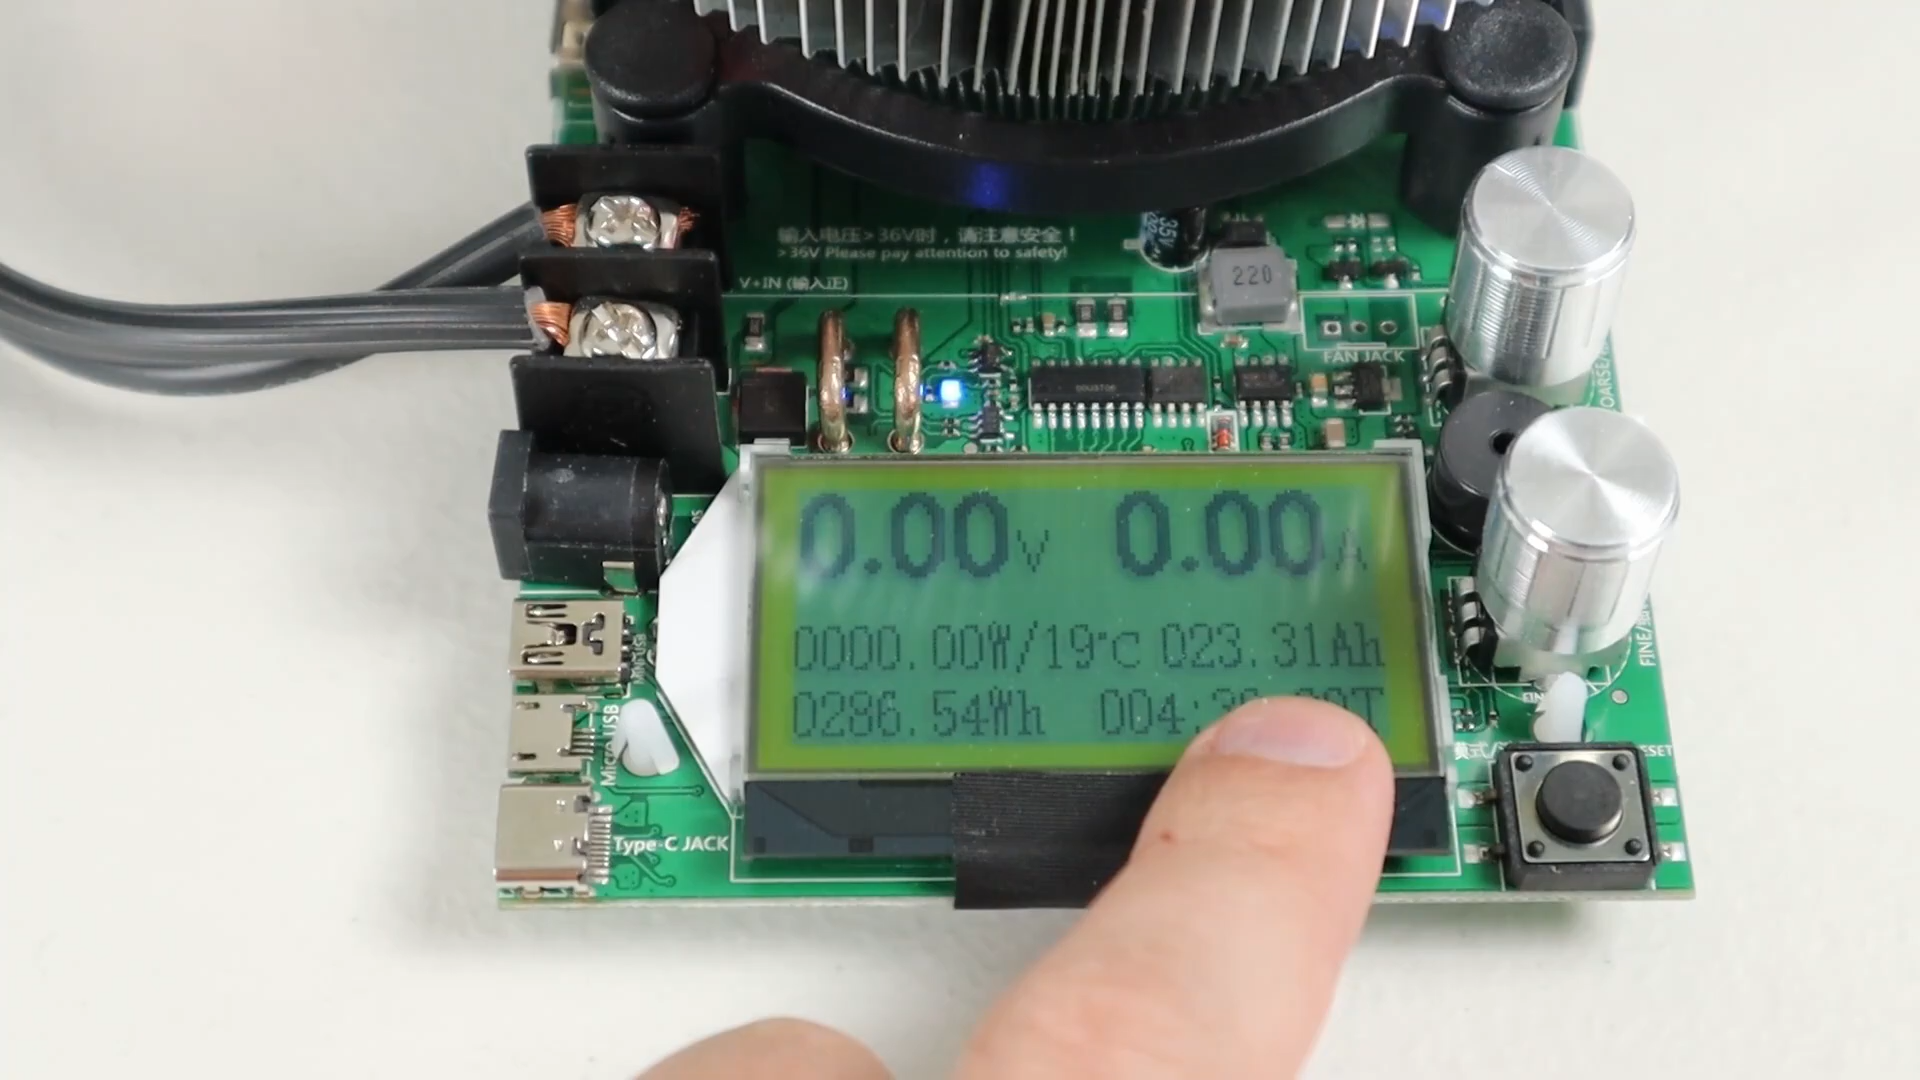 输入电压>36V时，请注意安全！
>36V Please pay attention to safety!
V+IN (输入正)
220
FAN JACK
0.00V 0.00A
0000.00W/19℃ 023.31Ah
0286.54Wh 004:
Micro USB
Type-C JACK
FINE/